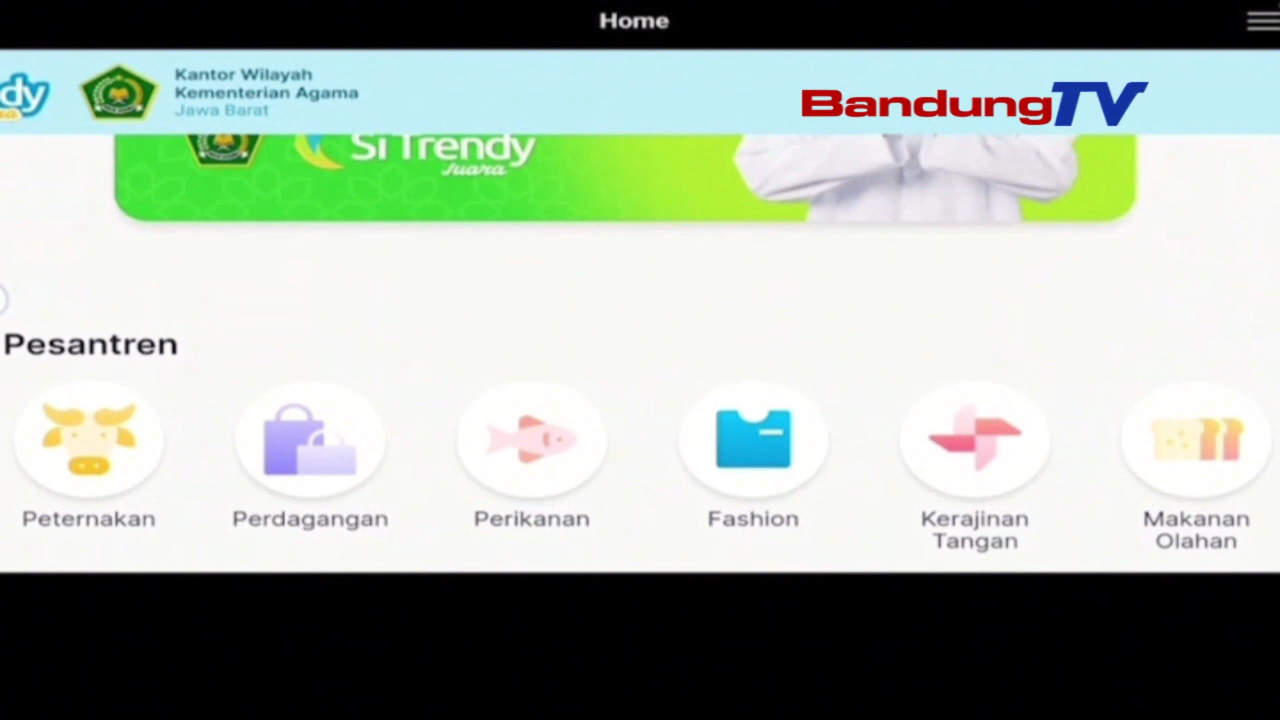 Home
dy
Kantor Wilayah
Kementerian Agama
Jawa Barat
BandungTV
Si Trendy
Juara
Pesantren
Peternakan
Perdagangan
Perikanan
Fashion
Kerajinan
Tangan
Makanan
Olahan